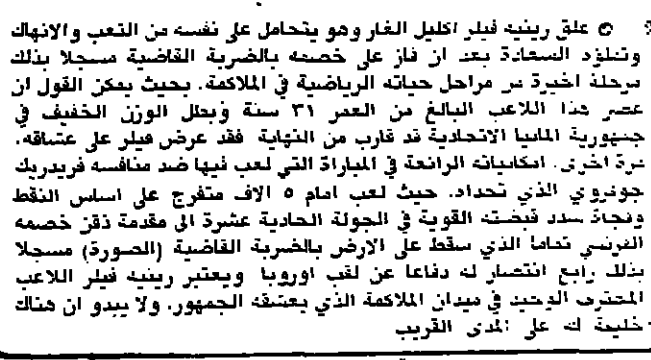 علق رينيه فيلر اكليل الغار وهو يتحامل على نفسه من التعب والانهاك
وتنلؤد السعادة بعد ان فاز على خصمه بالضربة القاضية مسجلا بذلك
مرحلة اخيرة من مراحل حياته الرياضية في الملاكمة. بحيث يمكن القول ان
عصر هذا اللاعب البالغ من العمر ٣١ سنة وبطل الوزن الخفيف في
جمهورية المانيا الاتحادية قد قارب من النهاية فقد عرض فيلر على عشاقه.
مرة اخرى. امكانياته الرائعة في المباراة التي لعب فيها ضد منافسه فريدريك
جوفروي الذي تحداه. حيث لعب امام ٥ الاف متفرج على اساس النقط
وفجأة سدد قبضته القوية في الجولة الحادية عشرة الى مقدمة ذقن خصمه
الفرنسي تماما الذي سقط على الارض بالضربة القاضية (الصورة) مسجلا
بذلك رابع انتصار له دفاعا عن لقب اوروبا ويعتبر رينيه فيلر اللاعب
المحترف الوحيد في ميدان الملاكمة الذي يعشقه الجمهور. ولا يبدو ان هناك
خليفة له على المدى القريب